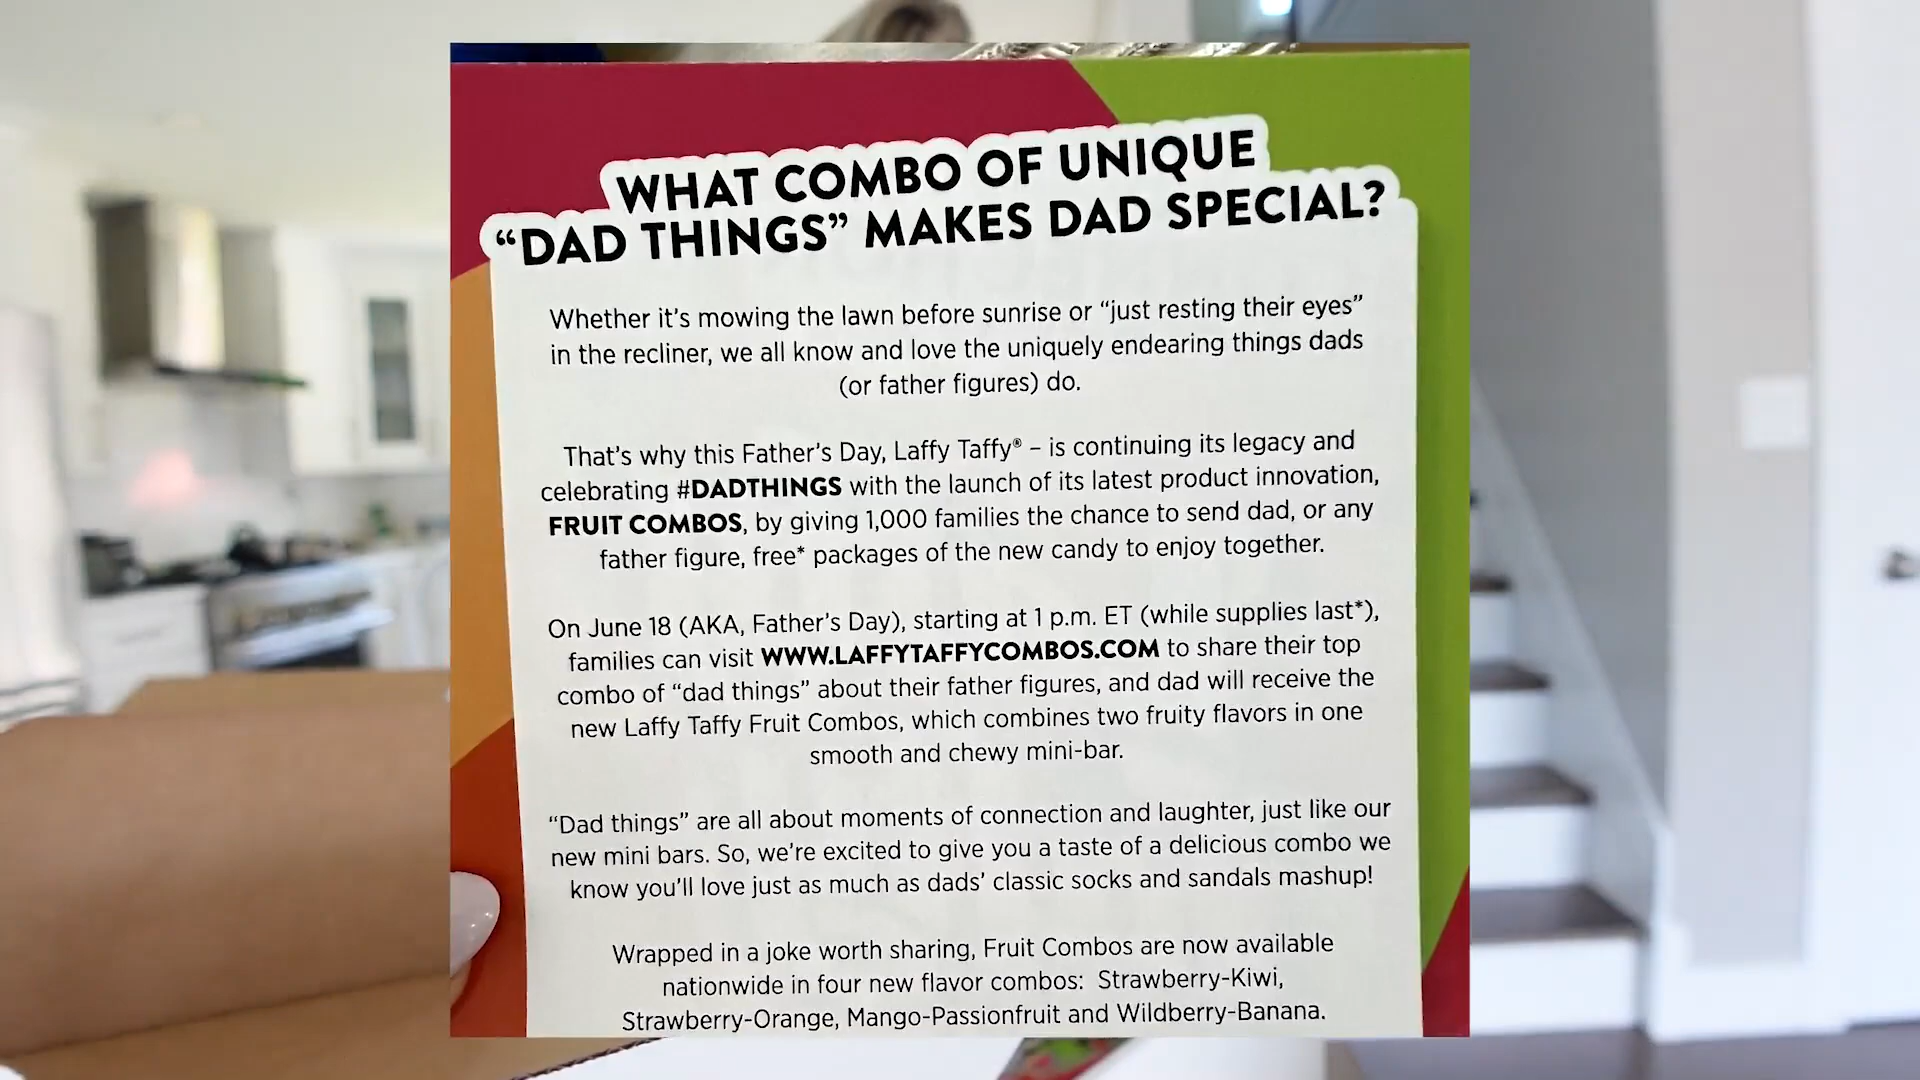 WHAT COMBO OF UNIQUE
“DAD THINGS” MAKES DAD SPECIAL?
Whether it’s mowing the lawn before sunrise or “just resting their eyes”
in the recliner, we all know and love the uniquely endearing things dads
(or father figures) do.
That’s why this Father’s Day, Laffy Taffy® – is continuing its legacy and
celebrating #DADTHINGS with the launch of its latest product innovation,
FRUIT COMBOS, by giving 1,000 families the chance to send dad, or any
father figure, free* packages of the new candy to enjoy together.
On June 18 (AKA, Father’s Day), starting at 1 p.m. ET (while supplies last*),
families can visit WWW.LAFFYTAFFYCOMBOS.COM to share their top
combo of “dad things” about their father figures, and dad will receive the
new Laffy Taffy Fruit Combos, which combines two fruity flavors in one
smooth and chewy mini-bar.
“Dad things” are all about moments of connection and laughter, just like our
new mini bars. So, we’re excited to give you a taste of a delicious combo we
know you’ll love just as much as dads’ classic socks and sandals mashup!
Wrapped in a joke worth sharing, Fruit Combos are now available
nationwide in four new flavor combos: Strawberry-Kiwi,
Strawberry-Orange, Mango-Passionfruit and Wildberry-Banana.